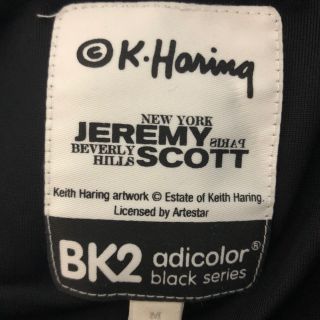 © K. Haring
NEW YORK
JEREMY PARIS
BEVERLY HILLS SCOTT
Keith Haring artwork © Estate of Keith Haring.
Licensed by Artestar
BK2 adicolor®
black series
M